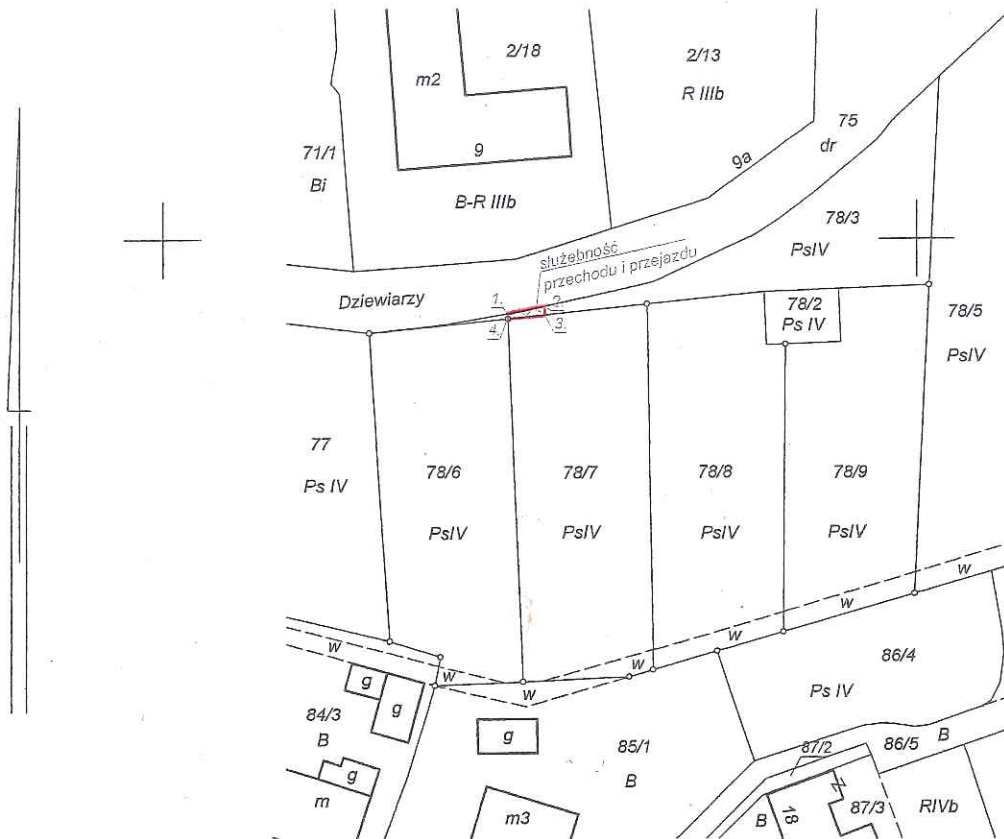 2/18
2/13
R IIIb
m2
9
71/1
Bi
B-R IIIb
75
dr
9a
78/3
PsIV
służebność
przechodu i przejazdu
Dziewiarzy
1.
2.
3.
4.
78/2
Ps IV
78/5
PsIV
77
Ps IV
78/6
PsIV
78/7
PsIV
78/8
PsIV
78/9
PsIV
w
w
w
w
w
w
w
w
g
g
84/3
B
g
m
g
85/1
B
m3
86/4
Ps IV
87/2
86/5
B
B
18
z
87/3
RIVb